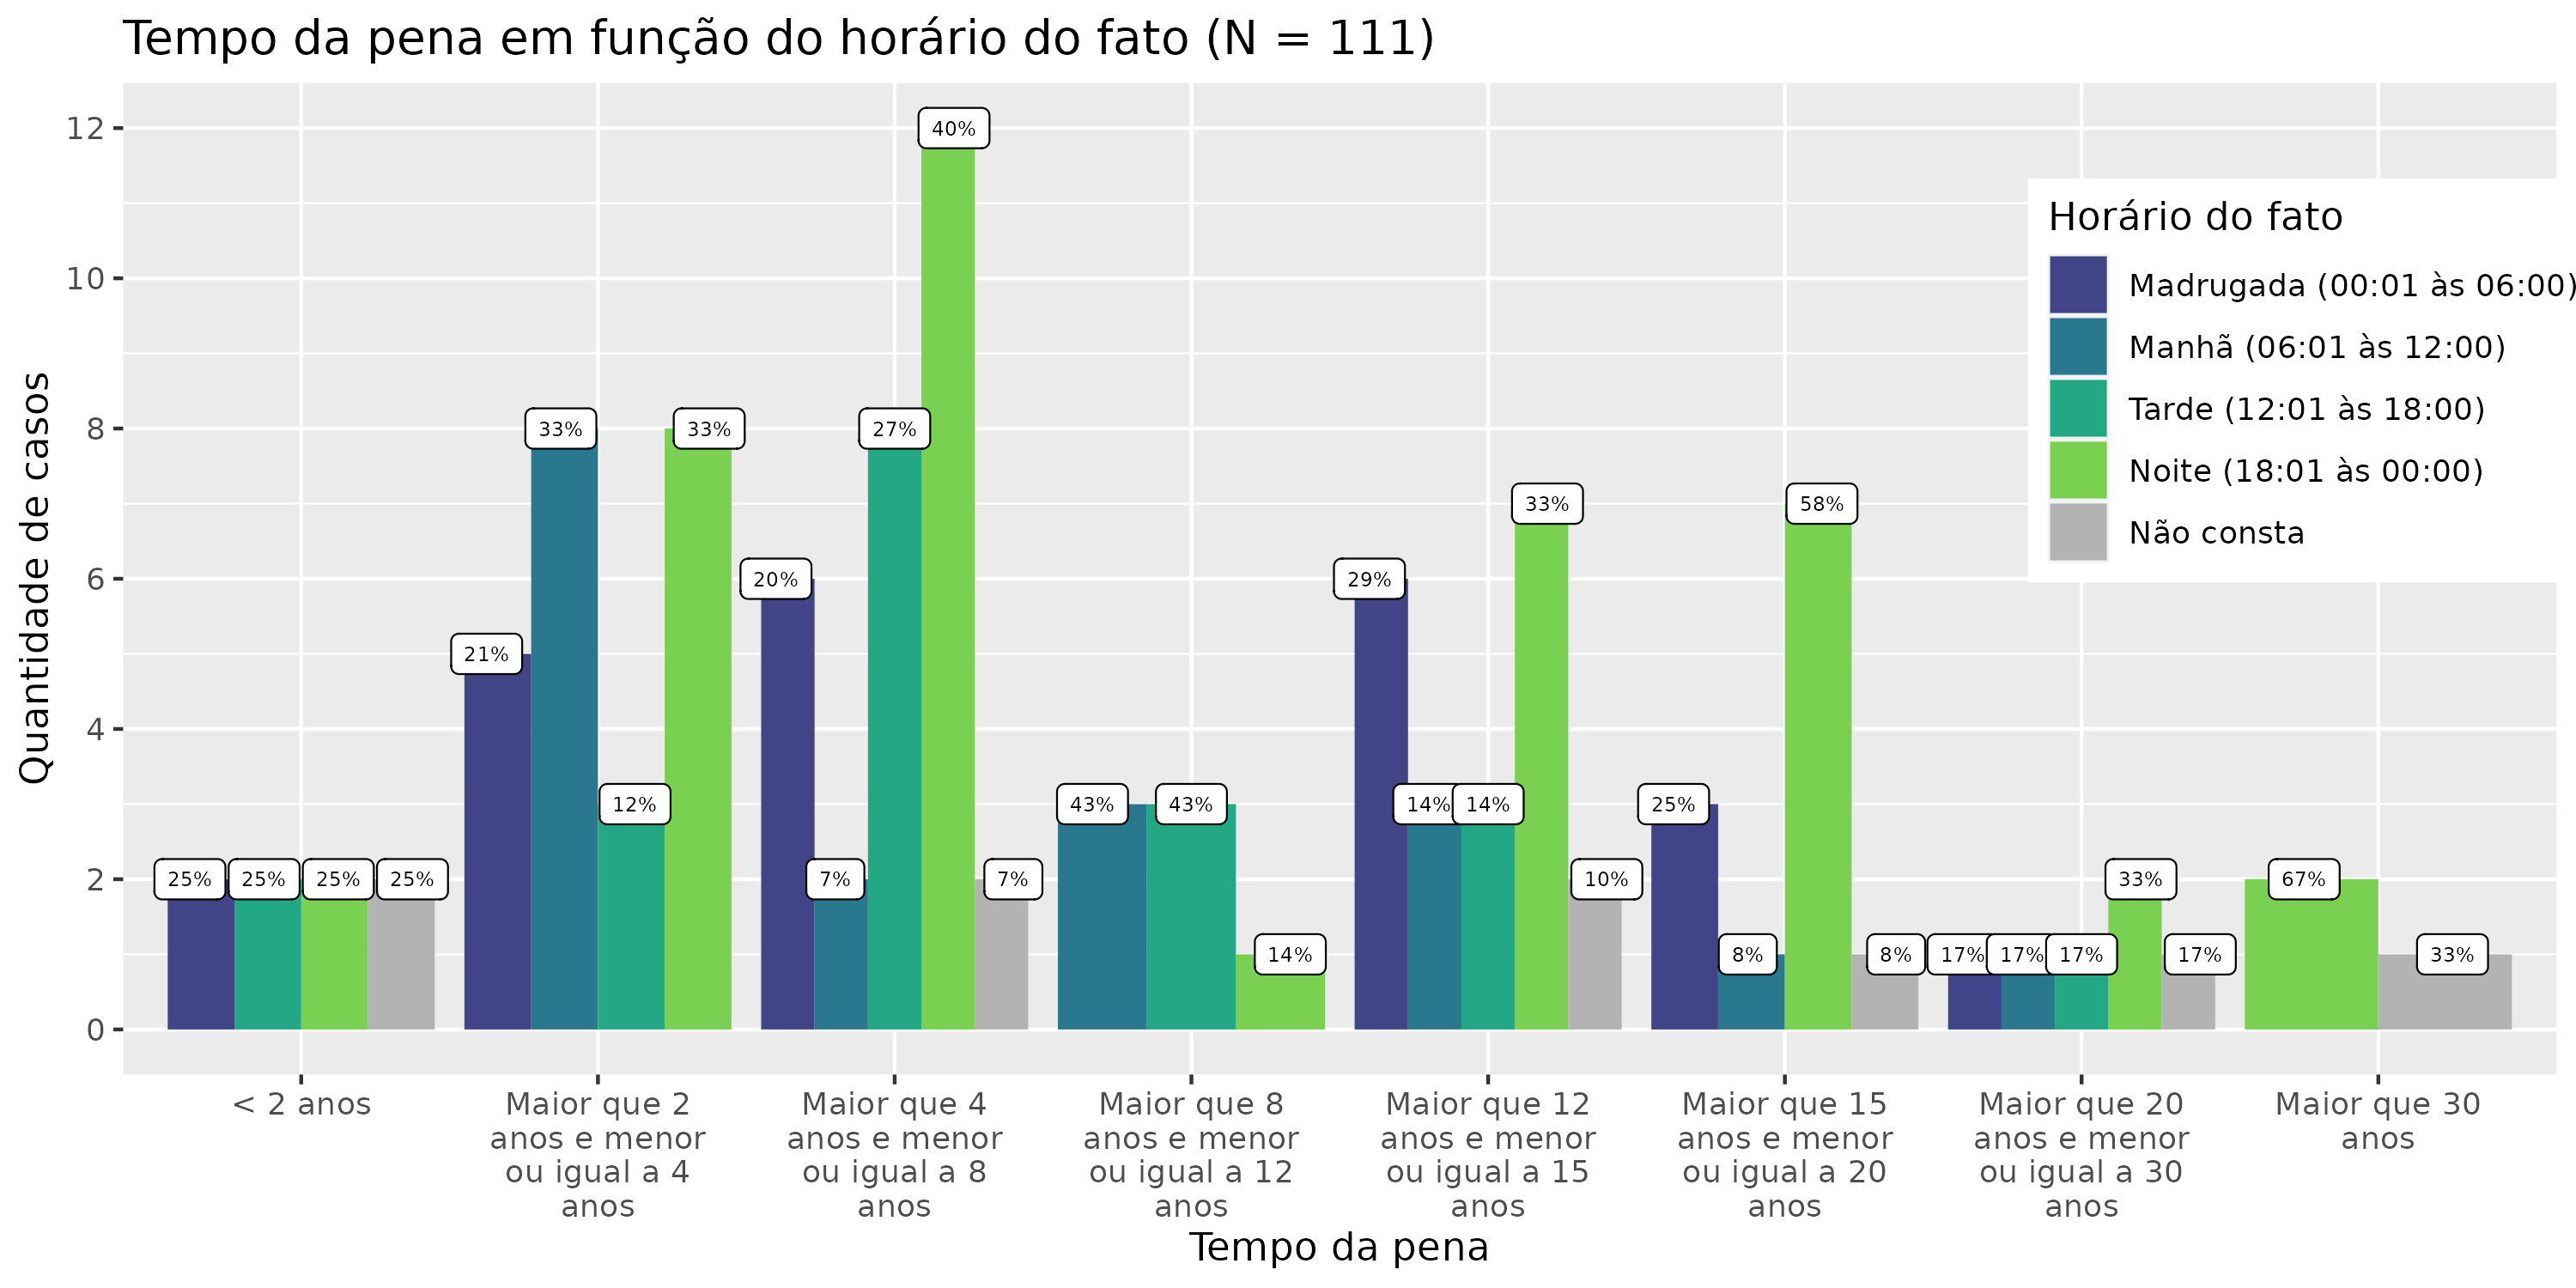 Tempo da pena em função do horário do fato (N = 111)
Quantidade de casos
12
10
8
6
4
2
0
40%
33%
33%
27%
33%
58%
20%
29%
21%
12%
43%
43%
14%
14%
25%
25%
25%
25%
25%
7%
7%
10%
33%
67%
14%
8%
8%
17%
17%
17%
17%
33%
Horário do fato
Madrugada (00:01 às 06:00)
Manhã (06:01 às 12:00)
Tarde (12:01 às 18:00)
Noite (18:01 às 00:00)
Não consta
< 2 anos
Maior que 2
anos e menor
ou igual a 4
anos
Maior que 4
anos e menor
ou igual a 8
anos
Maior que 8
anos e menor
ou igual a 12
anos
Maior que 12
anos e menor
ou igual a 15
anos
Maior que 15
anos e menor
ou igual a 20
anos
Maior que 20
anos e menor
ou igual a 30
anos
Maior que 30
anos
Tempo da pena